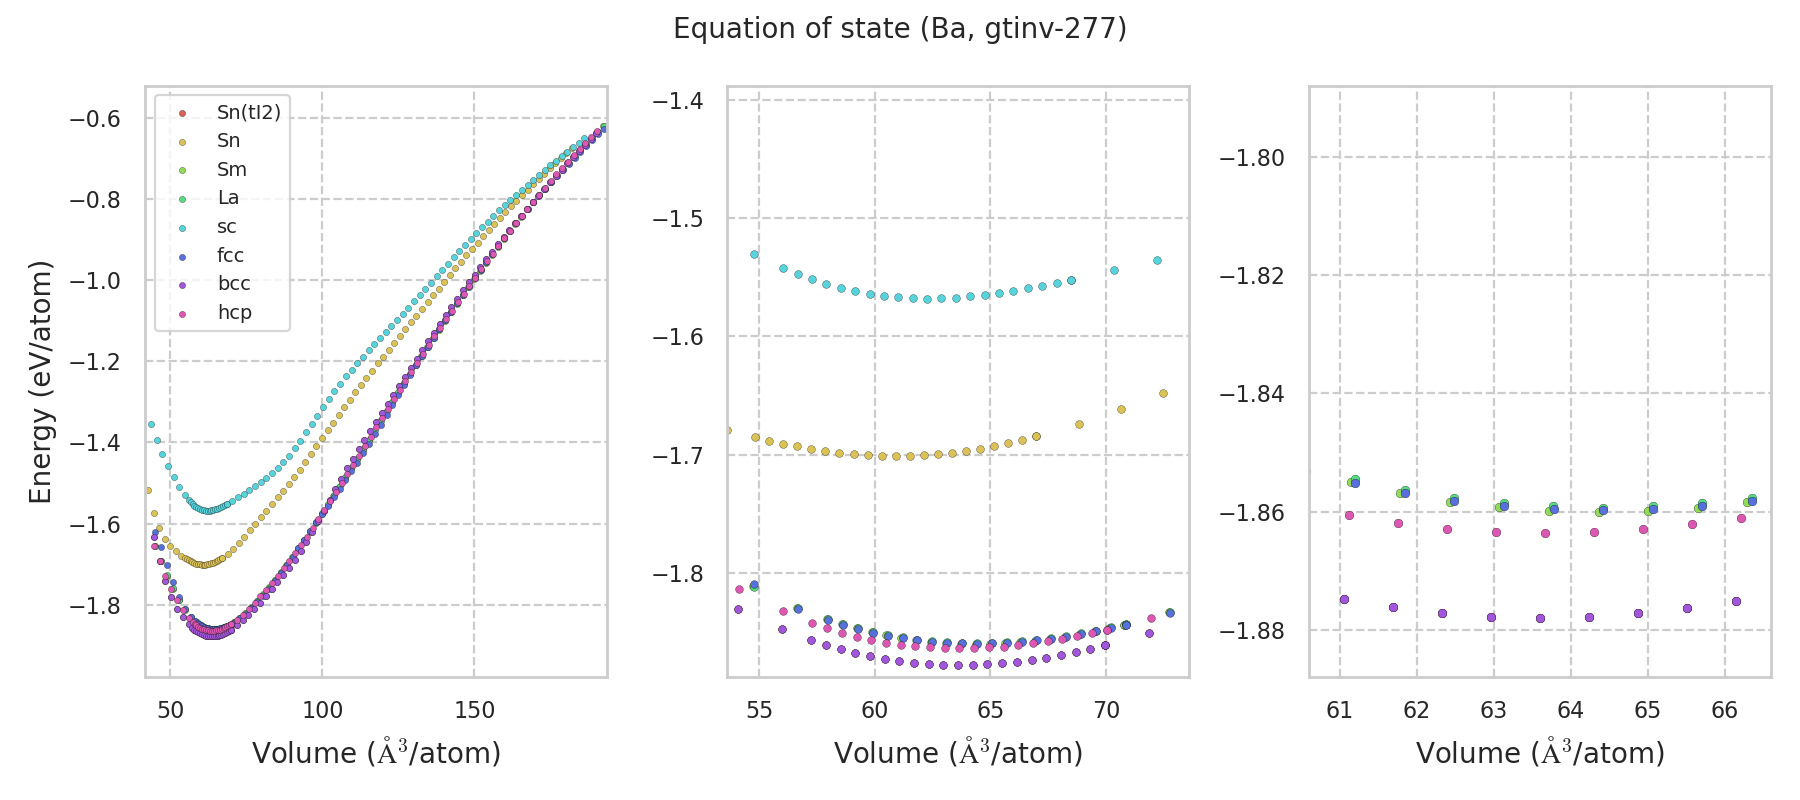 Equation of state (Ba, gtinv-277)
Energy (eV/atom)
−0.6
−0.8
−1.0
−1.2
−1.4
−1.6
−1.8
Sn(tI2)
Sn
Sm
La
sc
fcc
bcc
hcp
50 100 150
Volume (Å³/atom)
−1.4
−1.5
−1.6
−1.7
−1.8
55 60 65 70
Volume (Å³/atom)
−1.80
−1.82
−1.84
−1.86
−1.88
61 62 63 64 65 66
Volume (Å³/atom)